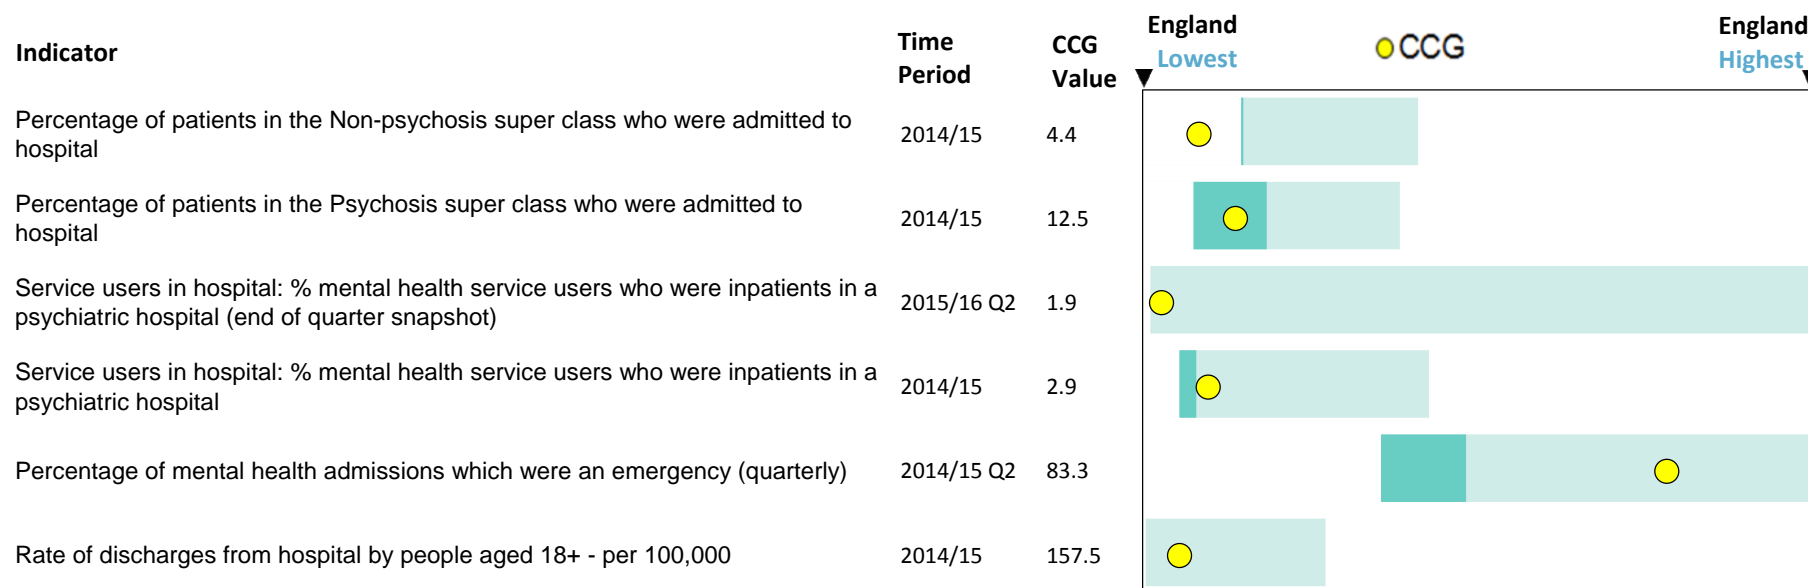 Indicator
Time Period
CCG Value
England Lowest
CCG
England Highest
Percentage of patients in the Non-psychosis super class who were admitted to
hospital
2014/15
4.4
Percentage of patients in the Psychosis super class who were admitted to
hospital
2014/15
12.5
Service users in hospital: % mental health service users who were inpatients in a
psychiatric hospital (end of quarter snapshot)
2015/16 Q2
1.9
Service users in hospital: % mental health service users who were inpatients in a
psychiatric hospital
2014/15
2.9
Percentage of mental health admissions which were an emergency (quarterly)
2014/15 Q2
83.3
Rate of discharges from hospital by people aged 18+ - per 100,000
2014/15
157.5